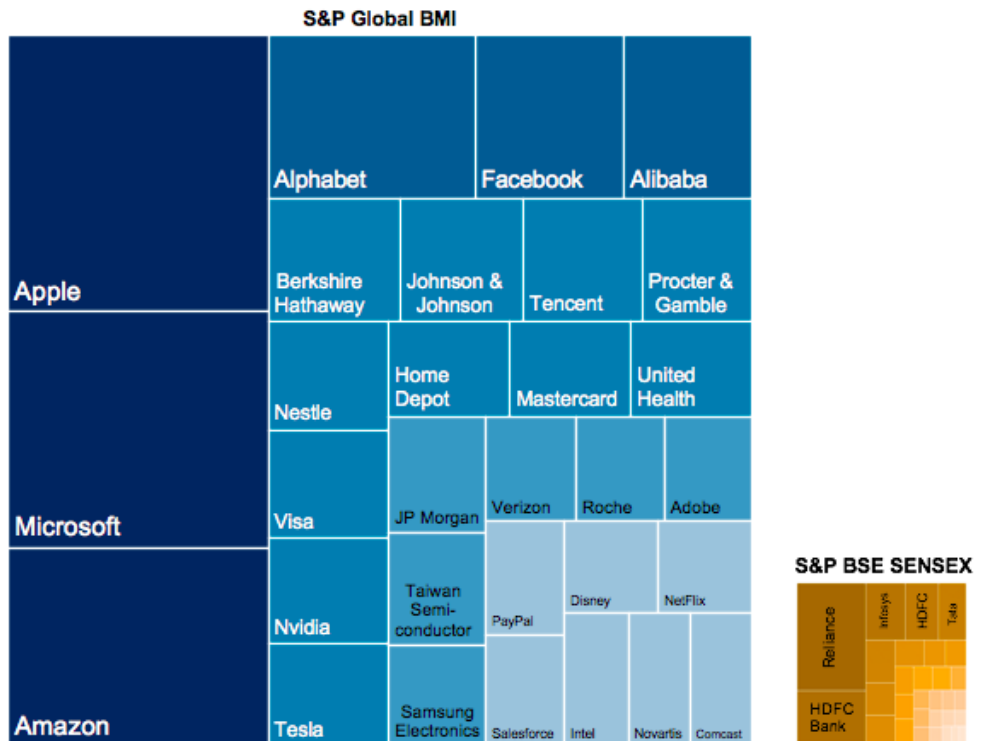 S&P Global BMI
Apple
Microsoft
Amazon
Alphabet
Facebook
Alibaba
Berkshire
Hathaway
Johnson &
Johnson
Tencent
Procter &
Gamble
Nestle
Home
Depot
Mastercard
United
Health
Visa
Nvidia
Tesla
JP Morgan
Verizon
Roche
Adobe
Taiwan
Semi-
conductor
Samsung
Electronics
PayPal
Disney
NetFlix
Salesforce
Intel
Novartis
Comcast
S&P BSE SENSEX
Reliance
HDFC
Bank
Infosys
HDFC
Tata